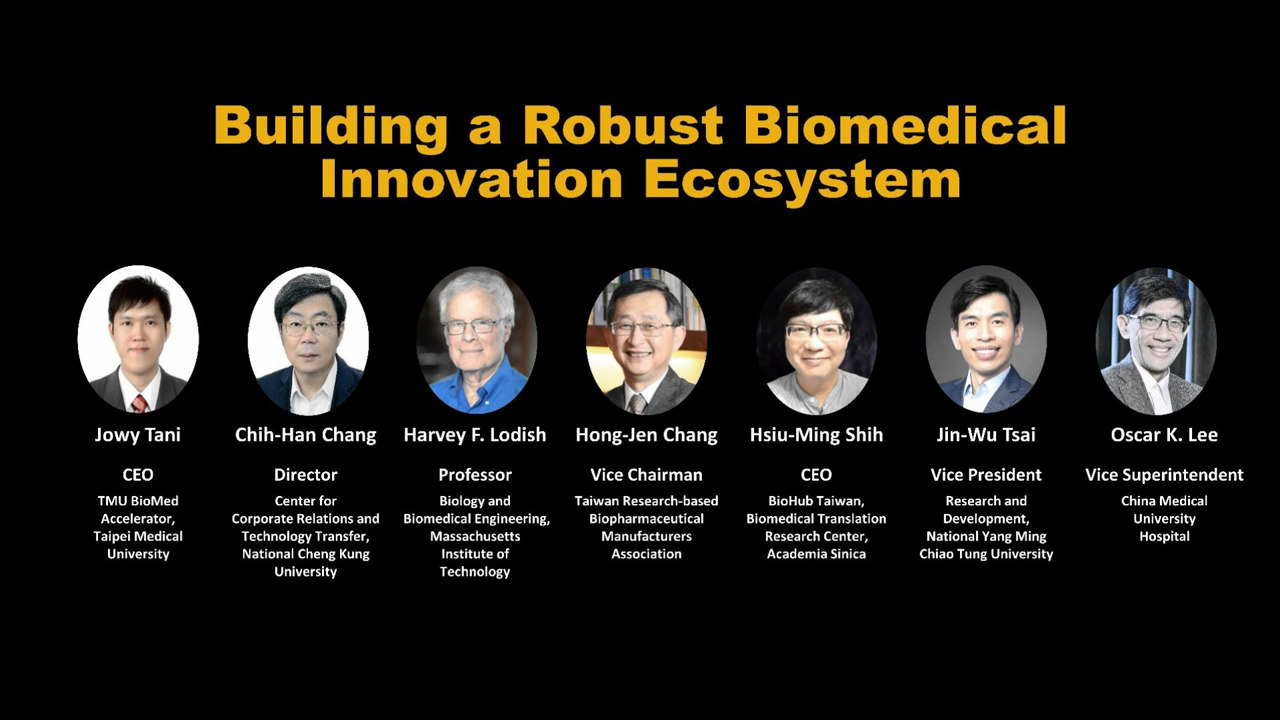 Building a Robust Biomedical
Innovation Ecosystem
Jowy Tani
CEO
TMU BioMed
Accelerator,
Taipei Medical
University
Chih-Han Chang
Director
Center for
Corporate Relations and
Technology Transfer,
National Cheng Kung
University
Harvey F. Lodish
Professor
Biology and
Biomedical Engineering,
Massachusetts
Institute of
Technology
Hong-Jen Chang
Vice Chairman
Taiwan Research-based
Biopharmaceutical
Manufacturers
Association
Hsiu-Ming Shih
CEO
BioHub Taiwan,
Biomedical Translation
Research Center,
Academia Sinica
Jin-Wu Tsai
Vice President
Research and
Development,
National Yang Ming
Chiao Tung University
Oscar K. Lee
Vice Superintendent
China Medical
University
Hospital